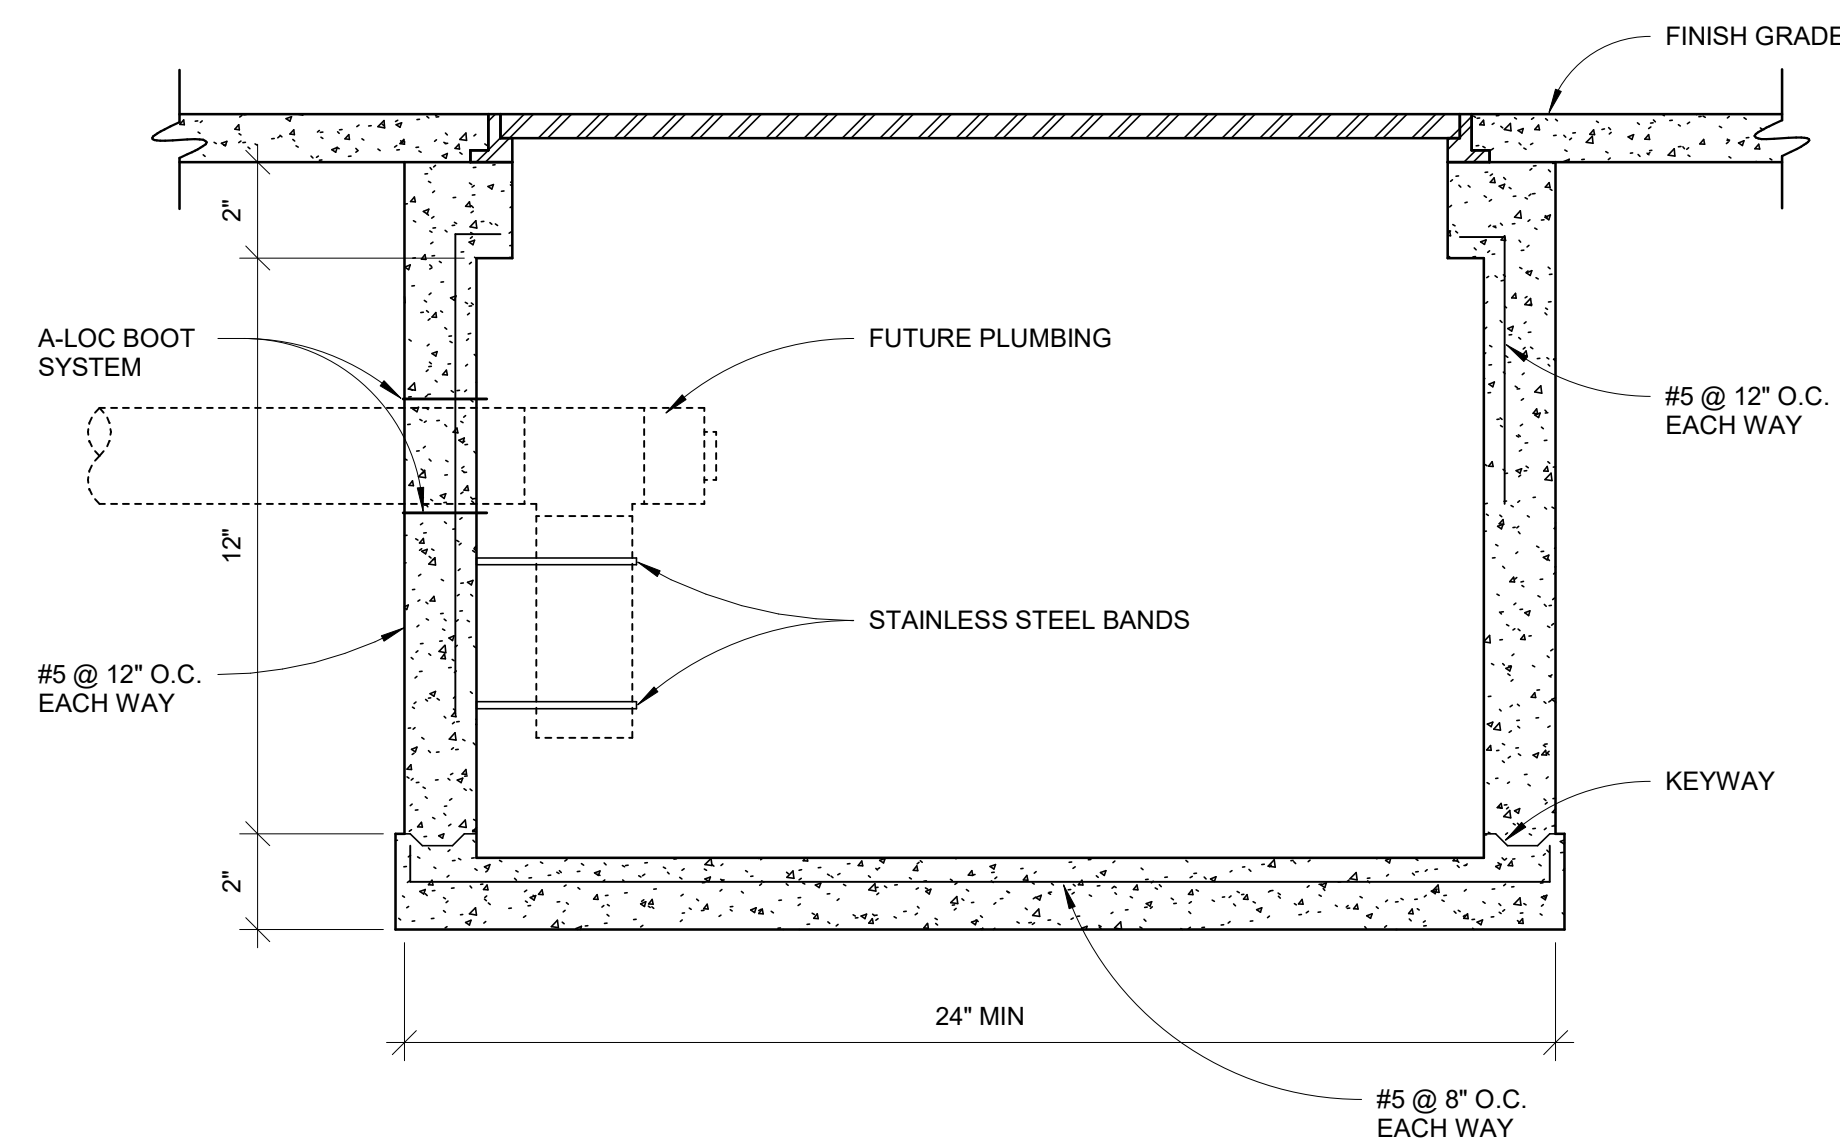 FINISH GRADE
2"
A-LOC BOOT
SYSTEM
FUTURE PLUMBING
#5 @ 12" O.C.
EACH WAY
12"
STAINLESS STEEL BANDS
#5 @ 12" O.C.
EACH WAY
KEYWAY
2"
24" MIN
#5 @ 8" O.C.
EACH WAY